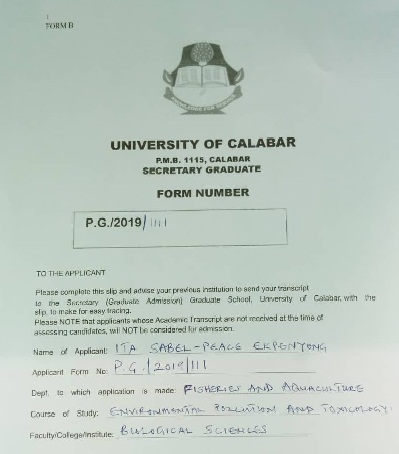 FORM B
UNIVERSITY OF CALABAR
P.M.B. 1115, CALABAR
SECRETARY GRADUATE
FORM NUMBER
P.G./2019/1111
TO THE APPLICANT
Please complete this slip and advise your previous institution to send your transcript
to the Secretary (Graduate Admission) Graduate School, University of Calabar, with the
slip, to make for easy tracing.
Please NOTE that applicants whose Academic Transcript are not received at the time of
assessing candidates, will NOT be considered for admission.
Name of Applicant: ITA SABEL-PEACE EKPENYONG
Applicant Form No: P.G./2019/111
Dept. to which application is made: FISHERIES AND AQUACULTURE
Course of Study: ENVIRONMENTAL POLLUTION AND TOXICOLOGY
Faculty/College/Institute: BIOLOGICAL SCIENCES